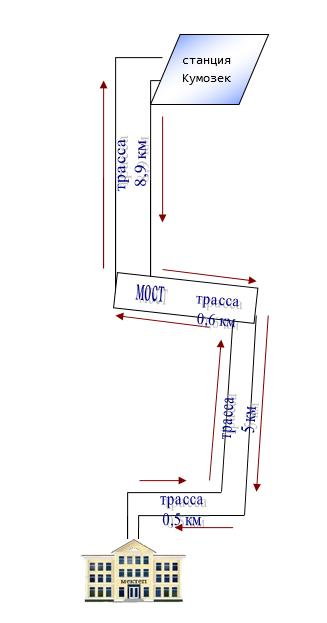 станция
Кумозек
трасса
8,9 км
мост
трасса
0,6 км
трасса
5 км
трасса
0,5 км
мектеп